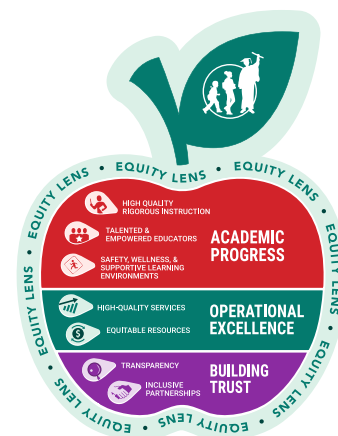 EQUITY LENS • EQUITY LENS • EQUITY LENS • EQUITY LENS • EQUITY LENS • EQUITY LENS • EQUITY LENS • EQUITY LENS •
HIGH QUALITY
RIGOROUS INSTRUCTION
TALENTED &
EMPOWERED EDUCATORS
SAFETY, WELLNESS, &
SUPPORTIVE LEARNING
ENVIRONMENTS
ACADEMIC
PROGRESS
HIGH-QUALITY SERVICES
EQUITABLE RESOURCES
OPERATIONAL
EXCELLENCE
TRANSPARENCY
INCLUSIVE
PARTNERSHIPS
BUILDING
TRUST